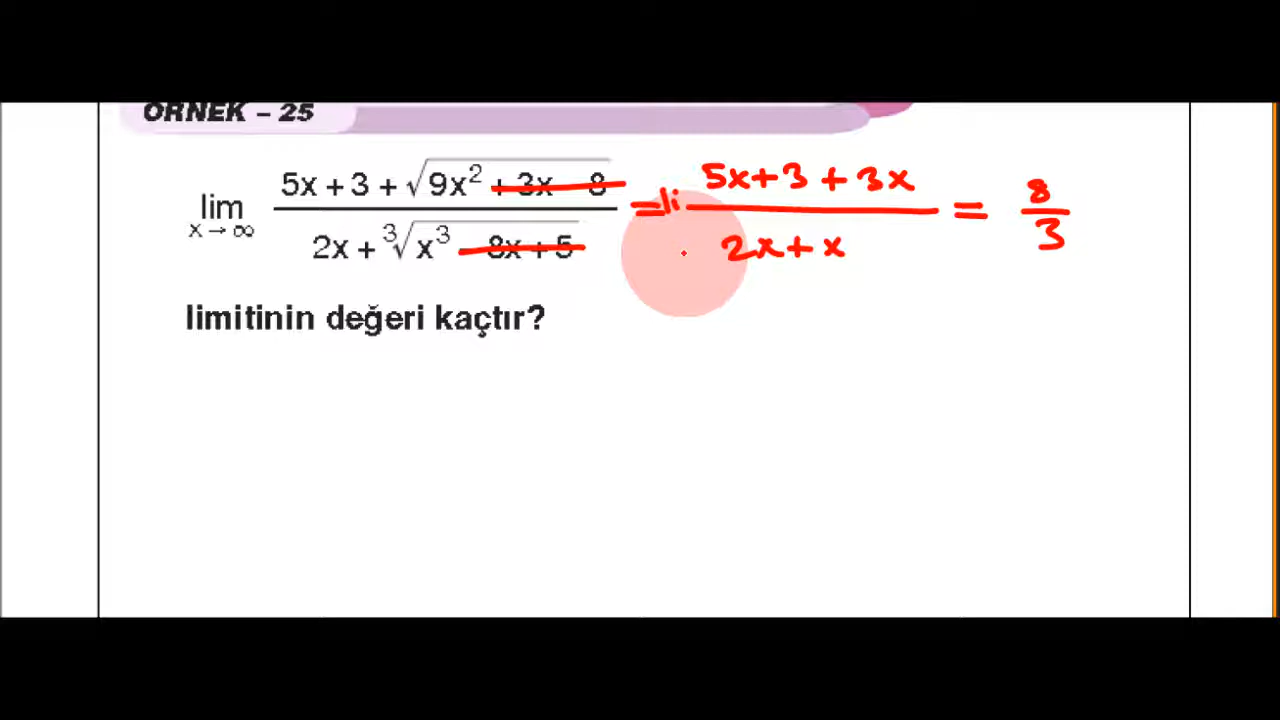 ÖRNEK – 25
lim x→∞ (5x + 3 + √(9x² + 3x – 8)) / (2x + ∛(x³ – 8x + 5)) = li (5x + 3 + 3x) / (2x + x) = 8/3
limitinin değeri kaçtır?